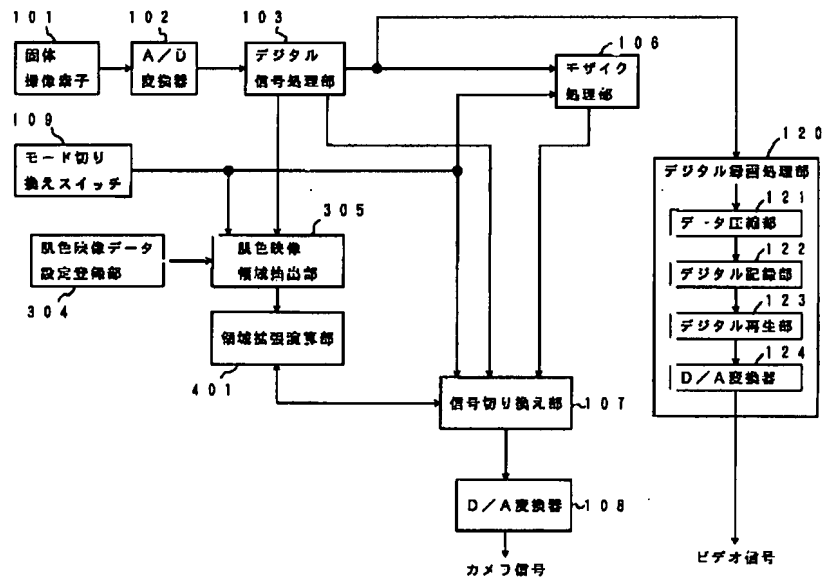 101
固体
撮像素子
102
A/D
変換器
103
デジタル
信号処理部
106
モザイク
処理部
109
モード切り
換えスイッチ
120
デジタル録画処理部
121
データ圧縮部
122
デジタル記録部
123
デジタル再生部
124
D/A変換器
305
肌色映像
領域抽出部
肌色映像データ
設定登録部
304
領域拡張演算部
401
信号切り換え部
107
D/A変換器
108
カメラ信号
ビデオ信号